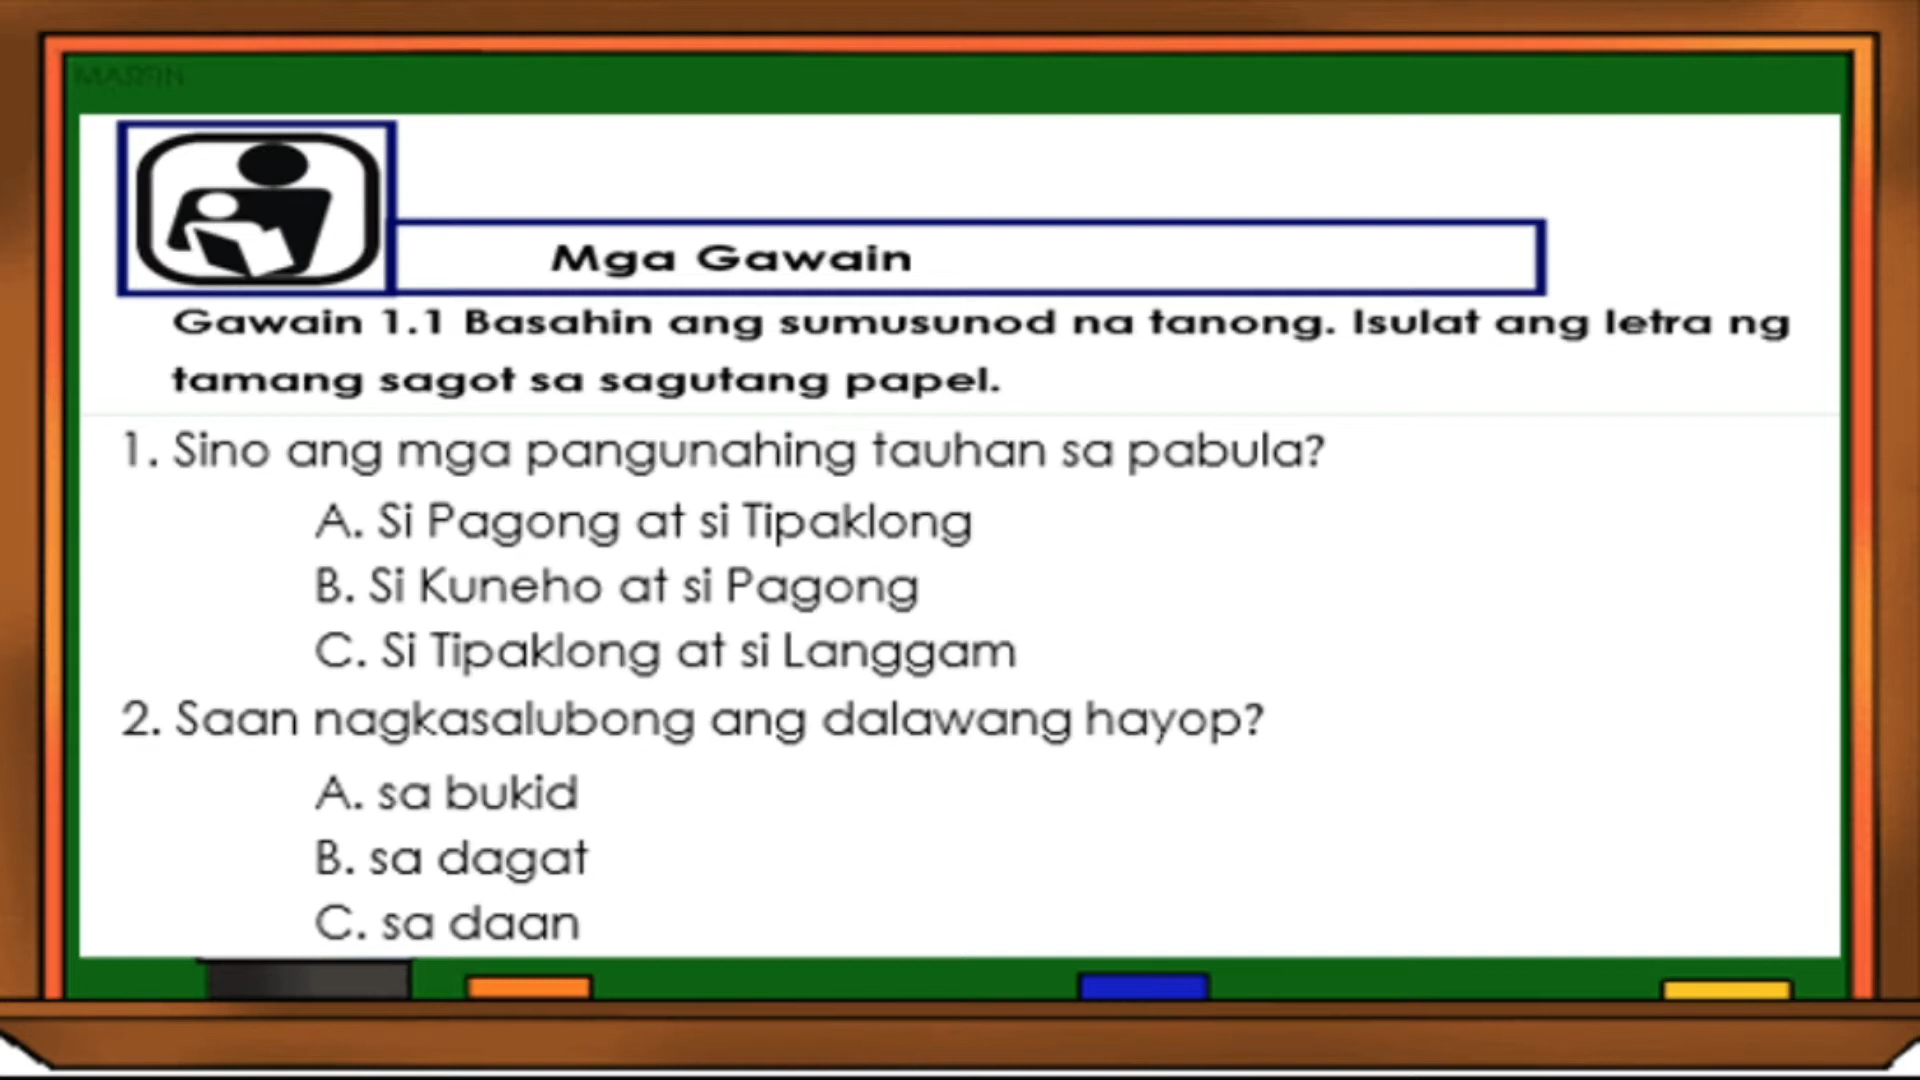 MARFIN
Mga Gawain
Gawain 1.1 Basahin ang sumusunod na tanong. Isulat ang letra ng
tamang sagot sa sagutang papel.
1. Sino ang mga pangunahing tauhan sa pabula?
A. Si Pagong at si Tipaklong
B. Si Kuneho at si Pagong
C. Si Tipaklong at si Langgam
2. Saan nagkasalubong ang dalawang hayop?
A. sa bukid
B. sa dagat
C. sa daan